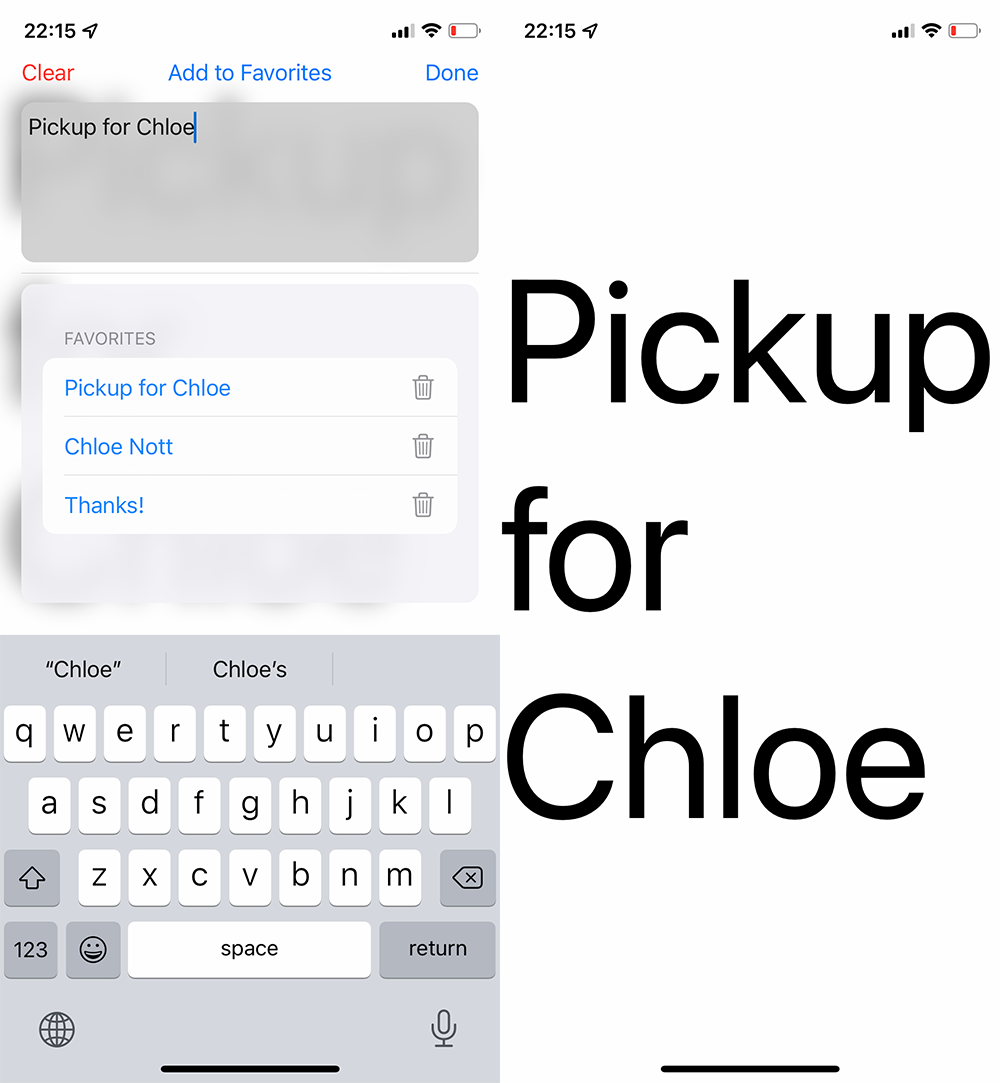 22:15
Clear Add to Favorites Done
Pickup for Chloe
FAVORITES
Pickup for Chloe
Chloe Nott
Thanks!
“Chloe” Chloe’s
q w e r t y u i o p
a s d f g h j k l
z x c v b n m
123 space return
22:15
Pickup
for
Chloe